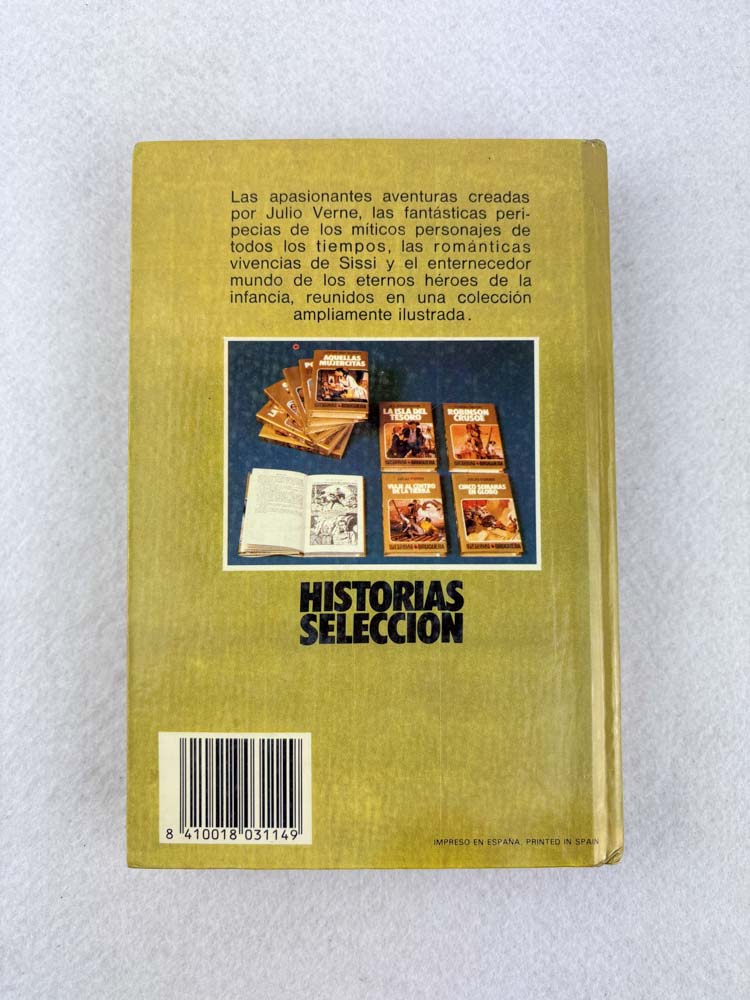 Las apasionantes aventuras creadas
por Julio Verne, las fantásticas peri-
pecias de los míticos personajes de
todos los tiempos, las románticas
vivencias de Sissi y el enternecedor
mundo de los eternos héroes de la
infancia, reunidos en una colección
ampliamente ilustrada.
AQUELLAS
MUJERCITAS
LA ISLA DEL
TESORO
ROBINSON
CRUSOE
VIAJE AL CENTRO
DE LA TIERRA
CINCO SEMANAS
EN GLOBO
HISTORIAS
SELECCION
8 410018 031149
IMPRESO EN ESPAÑA, PRINTED IN SPAIN